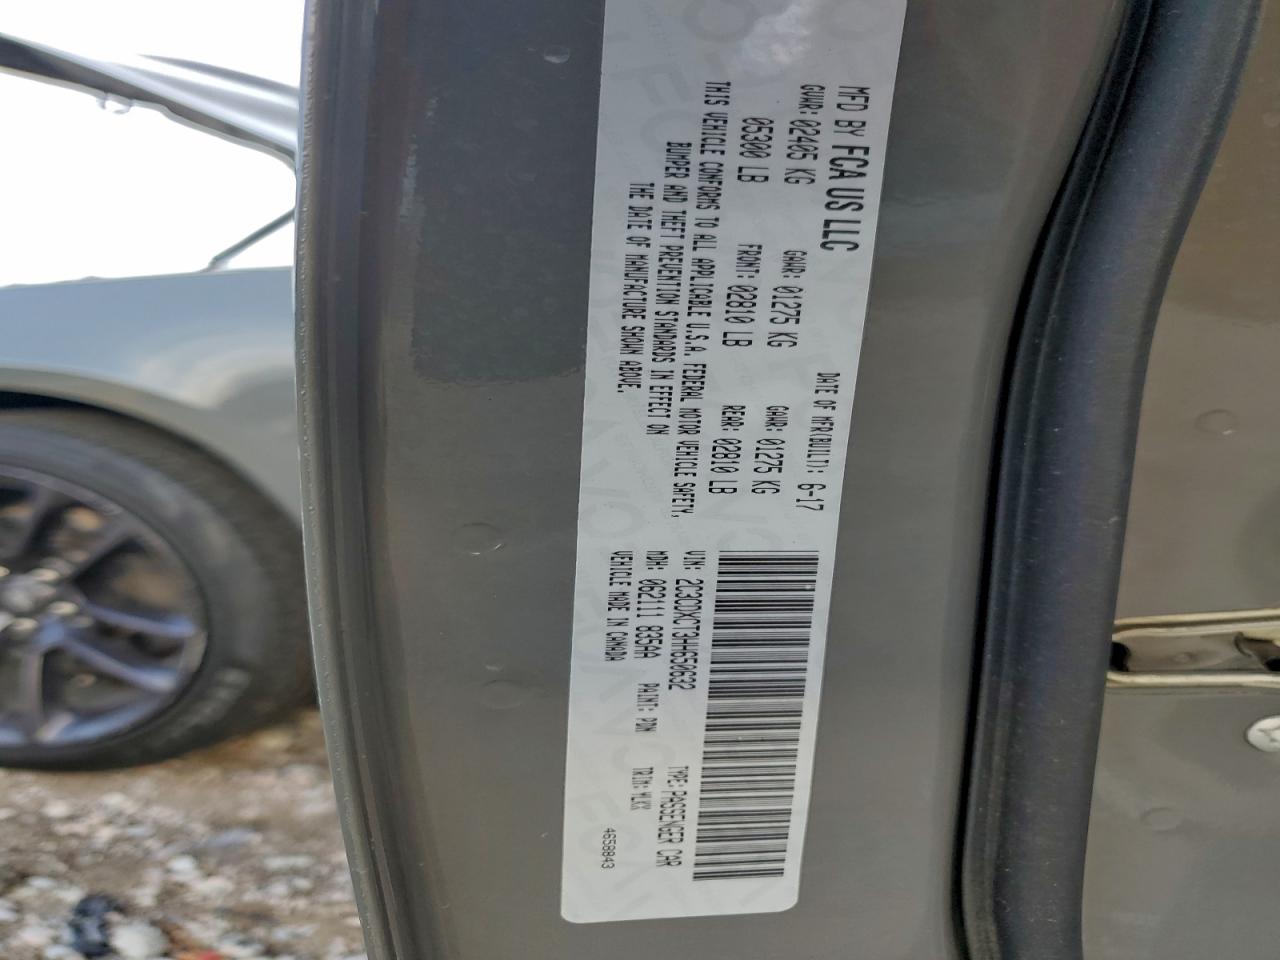 MFD BY FCA US LLC
DATE OF MFR(BUILT): 6-17
GVWR: 02405 KG GAWR: 01275 KG GAWR: 01275 KG
05300 LB FRONT: 02810 LB REAR: 02810 LB
THIS VEHICLE CONFORMS TO ALL APPLICABLE U.S.A. FEDERAL MOTOR VEHICLE SAFETY,
BUMPER AND THEFT PREVENTION STANDARDS IN EFFECT ON
THE DATE OF MANUFACTURE SHOWN ABOVE.
VIN: 2C3CDXCT3HH650632 TYPE: PASSENGER CAR
MDH: 062111 835AA PAINT: PDN TRIM: YLKX
VEHICLE MADE IN CANADA 4658843